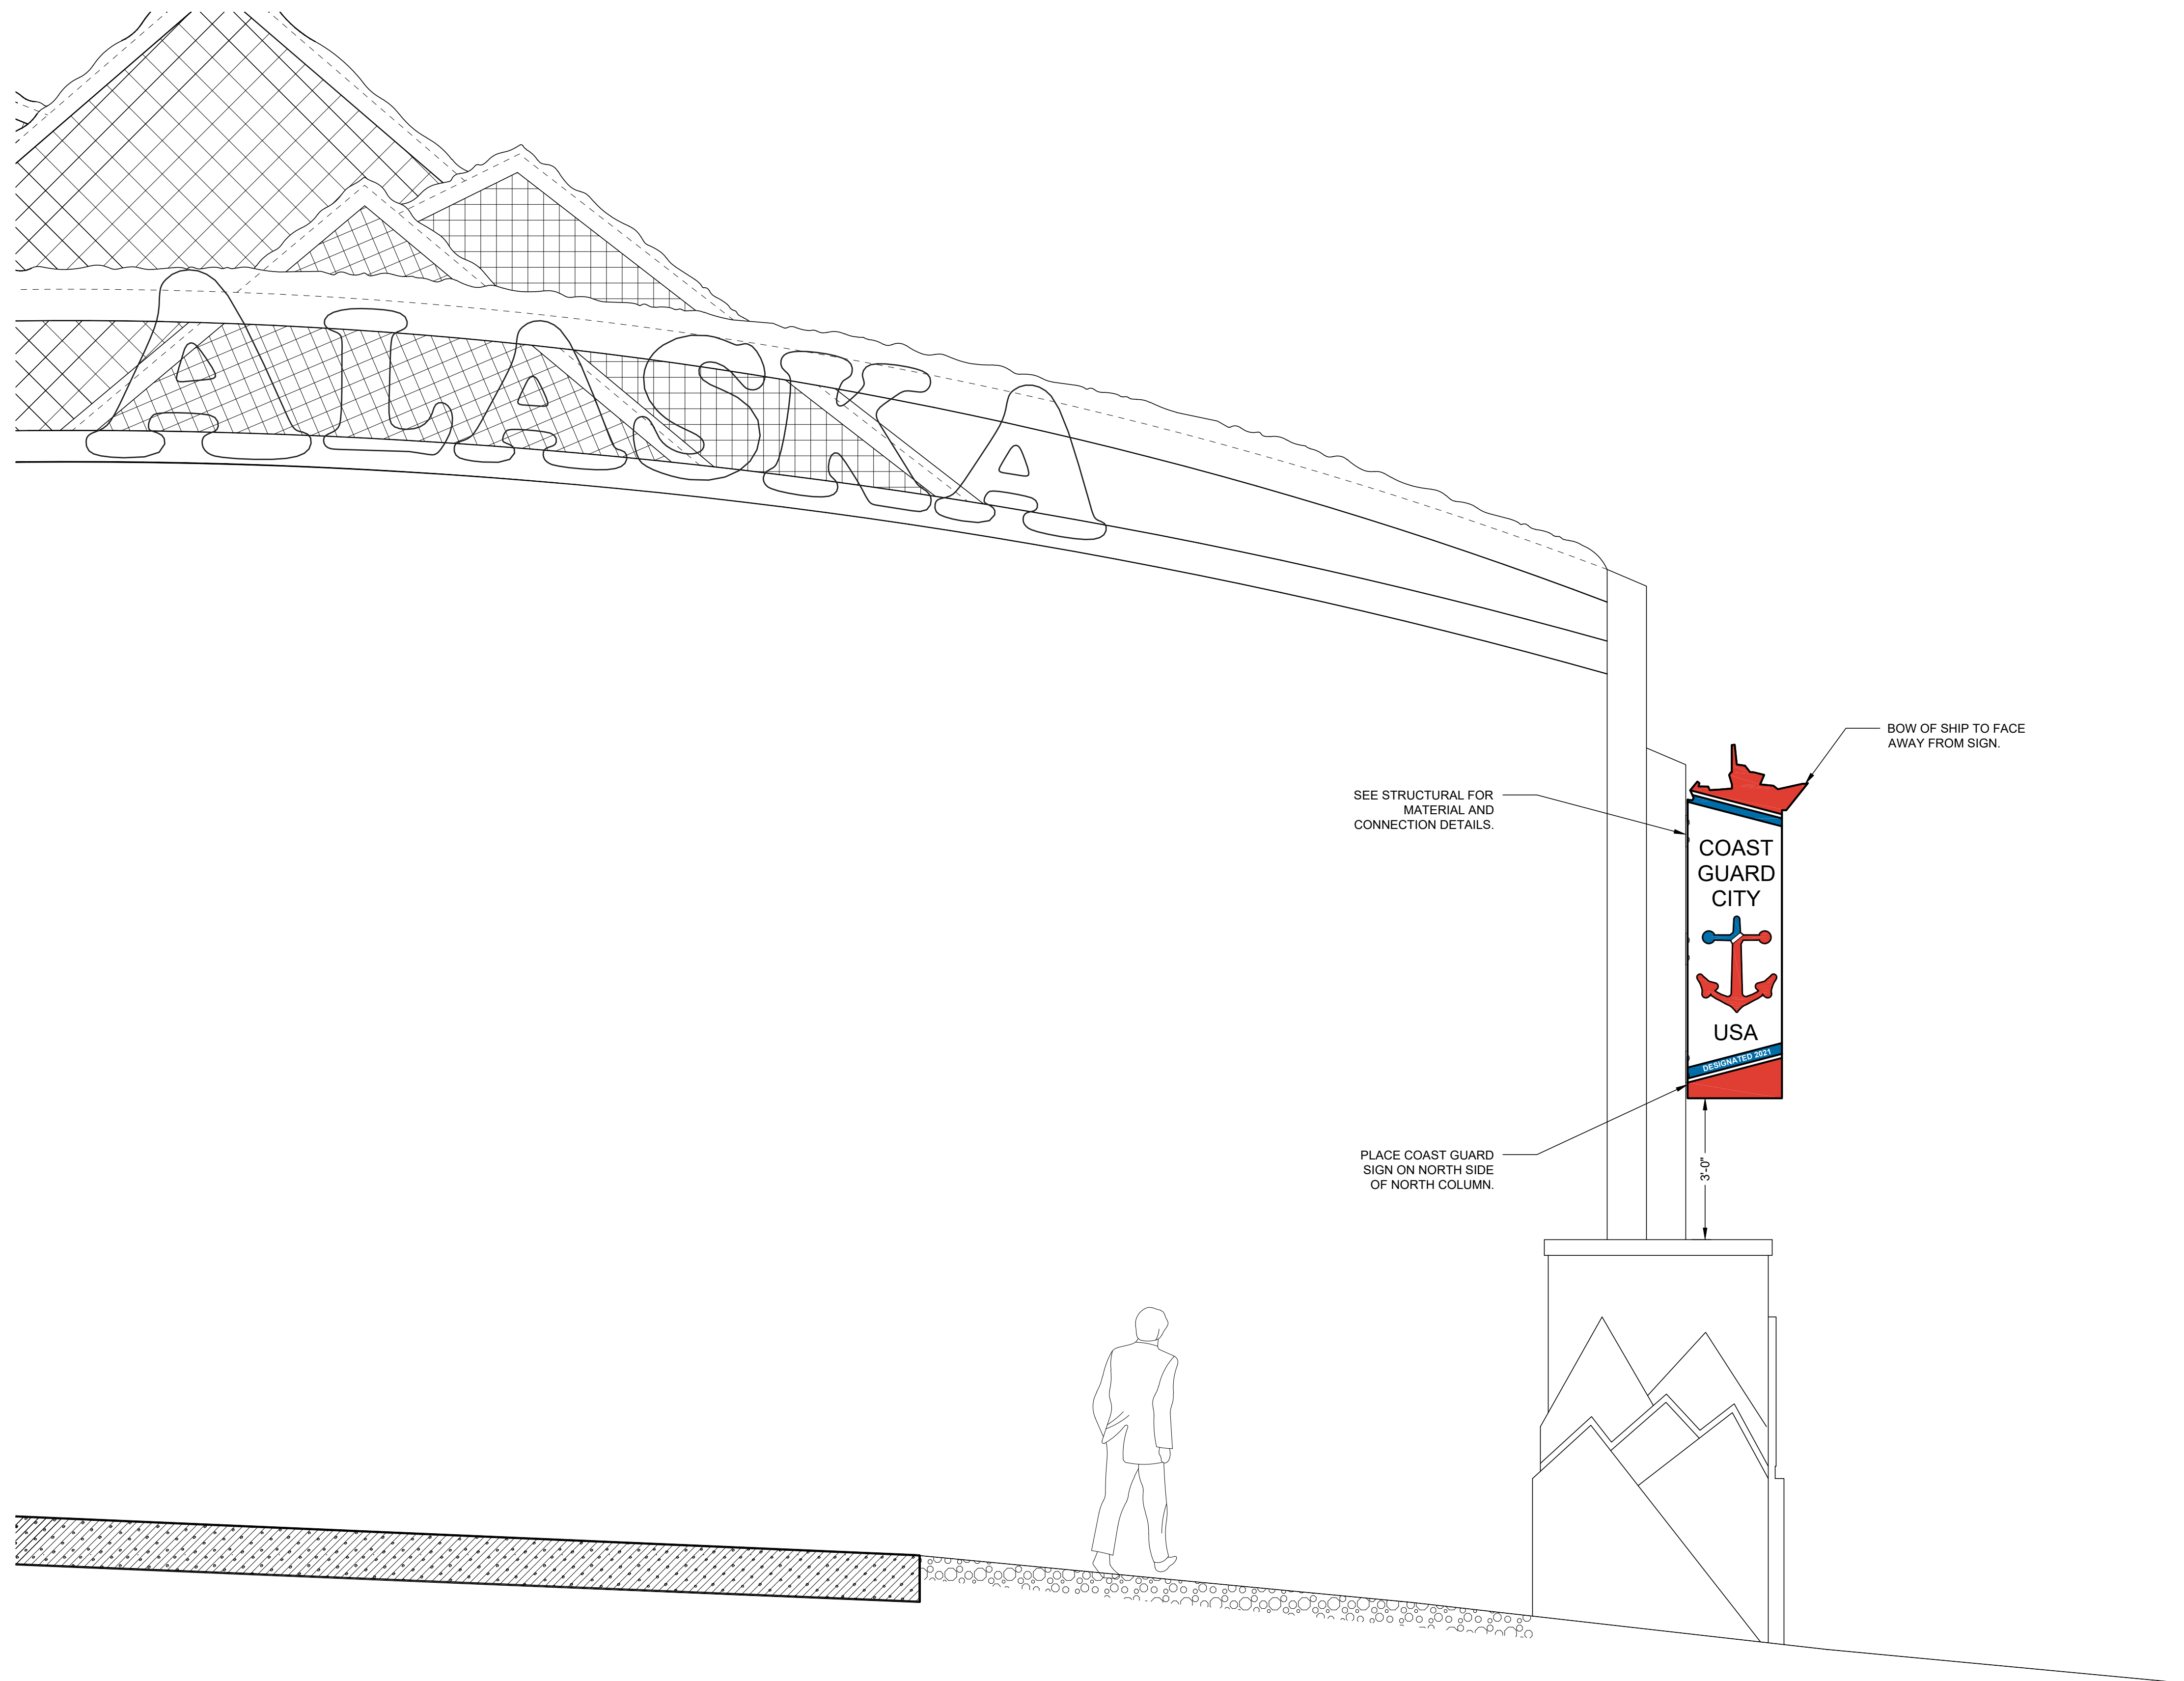 ALASKA
BOW OF SHIP TO FACE
AWAY FROM SIGN.
SEE STRUCTURAL FOR
MATERIAL AND
CONNECTION DETAILS.
COAST
GUARD
CITY
USA
DESIGNATED 2021
PLACE COAST GUARD
SIGN ON NORTH SIDE
OF NORTH COLUMN.
3'-0"